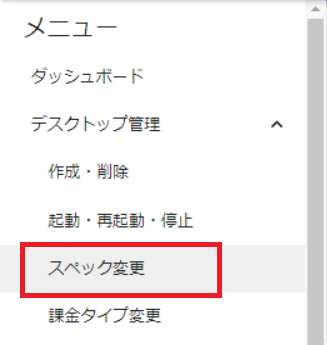 メニュー
ダッシュボード
デスクトップ管理
作成・削除
起動・再起動・停止
スペック変更
課金タイプ変更